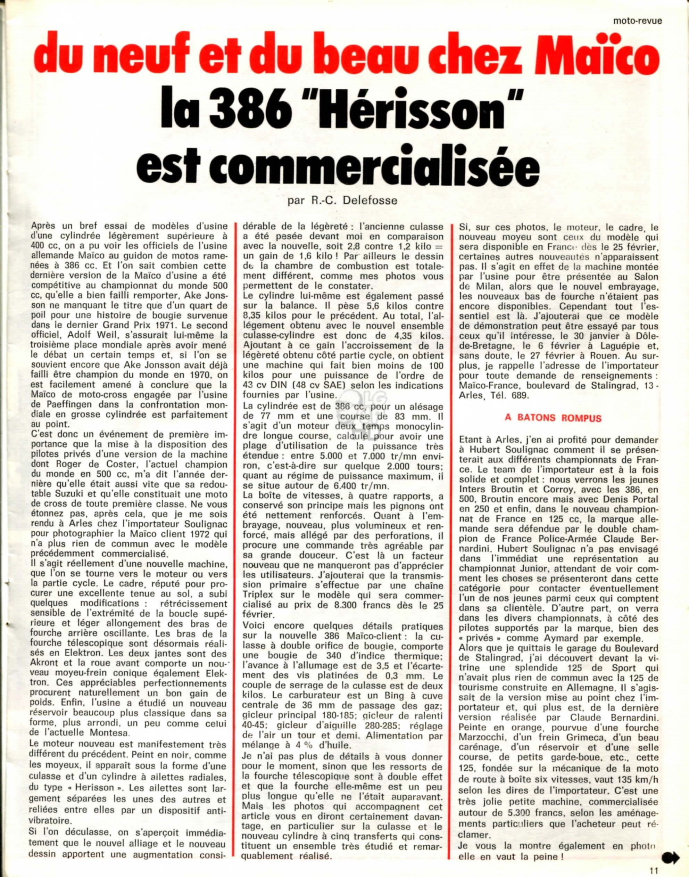 moto-revue
du neuf et du beau chez Maïco
la 386 "Hérisson"
est commercialisée
par R.-C. Delefosse
Après un bref essai de modèles d'usine
d'une cylindrée légèrement supérieure à
400 cc, on a pu voir les officiels de l'usine
allemande Maïco au guidon de motos rame-
nées à 386 cc. Et l'on sait combien cette
dernière version de la Maïco d'usine a été
compétitive au championnat du monde 500
cc, qu'elle a bien failli remporter, Ake Jons-
son ne manquant le titre que d'un quart de
poil pour une histoire de bougie survenue
dans le dernier Grand Prix 1971. Le second
officiel, Adolf Weil, s'assurait lui-même la
troisième place mondiale après avoir mené
le débat un certain temps et, si l'on se
souvient encore que Ake Jonsson avait déjà
failli être champion du monde en 1970, on
est facilement amené à conclure que la
Maïco de moto-cross engagée par l'usine
de Paeffingen dans la confrontation mon-
diale en grosse cylindrée est parfaitement
au point.
C'est donc un événement de première im-
portance que la mise à la disposition des
pilotes privés d'une version de la machine
dont Roger de Coster, l'actuel champion
du monde en 500 cc, m'a dit l'année der-
nière qu'elle était aussi vite que sa redou-
table Suzuki et qu'elle constituait une moto
de cross de toute première classe. Ne vous
étonnez pas, après cela, que je me sois
rendu à Arles chez l'importateur Soulignac
pour photographier la Maico client 1972 qui
n'a plus rien de commun avec le modèle
précédemment commercialisé.
Il s'agit réellement d'une nouvelle machine,
que l'on se tourne vers le moteur ou vers
la partie cycle. Le cadre, réputé pour pro-
curer une excellente tenue au sol, a subi
quelques modifications : rétrécissement
sensible de l'extrémité de la boucle supé-
rieure et léger allongement des bras de
fourche arrière oscillante. Les bras de la
fourche télescopique sont désormais réali-
sés en Elektron. Les deux jantes sont des
Akront et la roue avant comporte un nou-
veau moyeu-frein conique également Elek-
tron. Ces appréciables perfectionnements
procurent naturellement un bon gain de
poids. Enfin, l'usine a étudié un nouveau
réservoir beaucoup plus classique dans sa
forme, plus arrondi, un peu comme celui
de l'actuelle Montesa.
Le moteur nouveau est manifestement très
différent du précédent. Peint en noir, comme
les moyeux, il apparaît sous la forme d'une
culasse et d'un cylindre à ailettes radiales,
du type « Herisson ». Les ailettes sont lar-
gement séparées les unes des autres et
reliées entre elles par un dispositif anti-
vibratoire.
Si l'on déculasse, on s'aperçoit immédia-
tement que le nouvel alliage et le nouveau
dessin apportent une augmentation consi-
dérable de la légèreté : l'ancienne culasse
a été pesée devant moi en comparaison
avec la nouvelle, soit 2,8 contre 1,2 kilo =
un gain de 1,6 kilo ! Par ailleurs le dessin
de la chambre de combustion est totale-
ment différent, comme mes photos vous
permettent de le constater.
Le cylindre lui-même est également passé
sur la balance. Il pèse 5,6 kilos contre
8,35 kilos pour le précédent. Au total, l'al-
légement obtenu avec le nouvel ensemble
culasse-cylindre est donc de 4,35 kilos.
Ajoutant à ce gain l'accroissement de la
légèreté obtenu côté partie cycle, on obtient
une machine qui fait bien moins de 100
kilos pour une puissance de l'ordre de
43 cv DIN (48 cv SAE) selon les indications
fournies par l'usine.
La cylindrée est de 386 cc, pour un alésage
de 77 mm et une course de 83 mm. Il
s'agit d'un moteur deux temps monocylin-
dre longue course, calculé pour avoir une
plage d'utilisation de la puissance très
étendue : entre 5.000 et 7.000 tr/mn envi-
ron, c'est-à-dire sur quelque 2.000 tours;
quant au régime de puissance maximum, il
se situe autour de 6.400 tr/mn.
La boîte de vitesses, à quatre rapports, a
conservé son principe mais les pignons ont
été nettement renforcés. Quant à l'em-
brayage, nouveau, plus volumineux et ren-
forcé, mais allégé par des perforations, il
procure une commande très agréable par
sa grande douceur. C'est là un facteur
nouveau que ne manqueront pas d'apprécier
les utilisateurs. J'ajouterai que la transmis-
sion primaire s'effectue par une chaîne
Triplex sur le modèle qui sera commer-
cialisé au prix de 8.300 francs dès le 25
février.
Voici encore quelques détails pratiques
sur la nouvelle 386 Maïco-client : la cu-
lasse à double orifice de bougie, comporte
une bougie de 340 d'indice thermique;
l'avance à l'allumage est de 3,5 et l'écarte-
ment des vis platinées de 0,3 mm. Le
couple de serrage de la culasse est de deux
kilos. Le carburateur est un Bing à cuve
centrale de 36 mm de passage des gaz;
gicleur principal 180-185; gicleur de ralenti
40-45; gicleur d'aiguille 280-285; réglage
de l'air un tour et demi. Alimentation par
mélange à 4 % d'huile.
Je n'ai pas plus de détails à vous donner
pour le moment, sinon que les ressorts de
la fourche télescopique sont à double effet
et que la fourche elle-même est un peu
plus longue qu'elle ne l'était auparavant.
Mais les photos qui accompagnent cet
article vous en diront certainement davan-
tage, en particulier sur la culasse et le
nouveau cylindre à cinq transferts qui cons-
tituent un ensemble très étudié et remar-
quablement réalisé.
Si, sur ces photos, le moteur, le cadre, le
nouveau moyeu sont ceux du modèle qui
sera disponible en France dès le 25 février,
certaines autres nouveautés n'apparaissent
pas. Il s'agit en effet de la machine montée
par l'usine pour être présentée au Salon
de Milan, alors que le nouvel embrayage,
les nouveaux bas de fourche n'étaient pas
encore disponibles. Cependant tout l'es-
sentiel est là. J'ajouterai que ce modèle
de démonstration peut être essayé par tous
ceux qu'il intéresse, le 30 janvier à Dôle-
de-Bretagne, le 6 février à Laguépie et,
sans doute, le 27 février à Rouen. Au sur-
plus, je rappelle l'adresse de l'importateur
pour toute demande de renseignements :
Maïco-France, boulevard de Stalingrad, 13 -
Arles, Tél. 689.
A BATONS ROMPUS
Etant à Arles, j'en ai profité pour demander
à Hubert Soulignac comment il se présen-
terait aux différents championnats de Fran-
ce. Le team de l'importateur est à la fois
solide et complet : nous verrons les jeunes
Inters Broutin et Corroy, avec les 386, en
500, Broutin encore mais avec Denis Portal
en 250 et enfin, dans le nouveau champion-
nat de France en 125 cc, la marque alle-
mande sera défendue par le double cham-
pion de France Police-Armée Claude Ber-
nardini. Hubert Soulignac n'a pas envisagé
dans l'immédiat une représentation au
championnat Junior, attendant de voir com-
ment les choses se présenteront dans cette
catégorie pour contacter éventuellement
l'un de nos jeunes parmi ceux qui comptent
dans sa clientèle. D'autre part, on verra
dans les divers championnats, à côté des
pilotes supportés par la marque, bien des
« privés » comme Aymard par exemple.
Alors que je quittais le garage du Boulevard
de Stalingrad, j'ai découvert devant la vi-
trine une splendide 125 de Sport qui
n'avait plus rien de commun avec la 125 de
tourisme construite en Allemagne. Il s'agis-
sait de la version mise au point chez l'im-
portateur et, qui plus est, de la dernière
version réalisée par Claude Bernardini.
Peinte en orange, pourvue d'une fourche
Marzocchi, d'un frein Grimeca, d'un beau
carénage, d'un réservoir et d'une selle
course, de petits garde-boue, etc., cette
125, fondée sur la mécanique de la moto
de route à boîte six vitesses, vaut 135 km/h
selon les dires de l'importateur. C'est une
très jolie petite machine, commercialisée
autour de 5.300 francs, selon les aménage-
ments particuliers que l'acheteur peut ré-
clamer.
Je vous la montre également en photo
elle en vaut la peine !
11